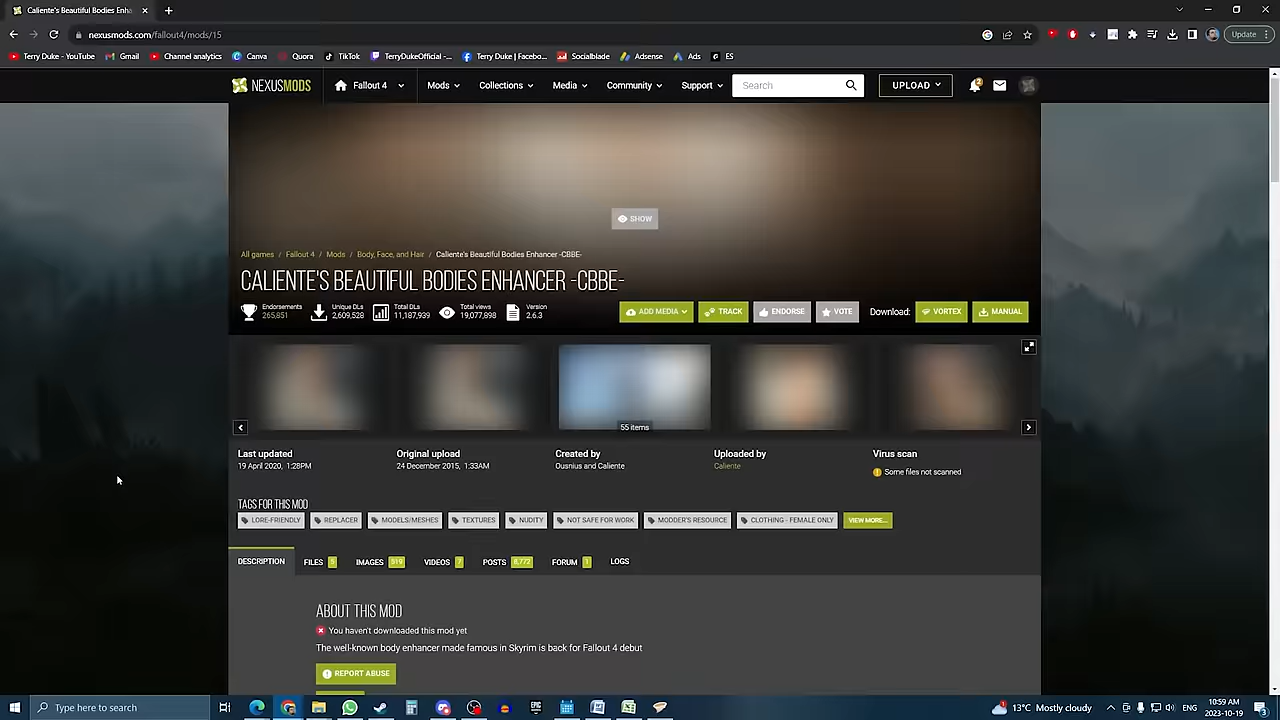 Caliente's Beautiful Bodies Enha
nexusmods.com/fallout4/mods/15
Update
Terry Duke - YouTube
Gmail
Channel analytics
Canva
Quora
TikTok
TerryDukeOfficial -...
Terry Duke | Facebo...
Socialblade
Adsense
Ads
ES
NEXUSMODS
Fallout 4
Mods
Collections
Media
Community
Support
Search
UPLOAD
2
SHOW
All games / Fallout 4 / Mods / Body, Face, and Hair / Caliente's Beautiful Bodies Enhancer -CBBE-
CALIENTE'S BEAUTIFUL BODIES ENHANCER -CBBE-
Endorsements
265,851
Unique DLs
2,609,528
Total DLs
11,187,939
Total views
19,077,898
Version
2.6.3
ADD MEDIA
TRACK
ENDORSE
VOTE
Download:
VORTEX
MANUAL
55 items
Last updated
19 April 2020, 1:28PM
Original upload
24 December 2015, 1:33AM
Created by
Ousnius and Caliente
Uploaded by
Caliente
Virus scan
Some files not scanned
TAGS FOR THIS MOD
LORE-FRIENDLY
REPLACER
MODELS/MESHES
TEXTURES
NUDITY
NOT SAFE FOR WORK
MODDER'S RESOURCE
CLOTHING - FEMALE ONLY
VIEW MORE...
DESCRIPTION
FILES 5
IMAGES 519
VIDEOS 7
POSTS 8,772
FORUM 1
LOGS
ABOUT THIS MOD
You haven't downloaded this mod yet
The well-known body enhancer made famous in Skyrim is back for Fallout 4 debut
REPORT ABUSE
Type here to search
13°C Mostly cloudy
ENG
10:59 AM
2023-10-19
3